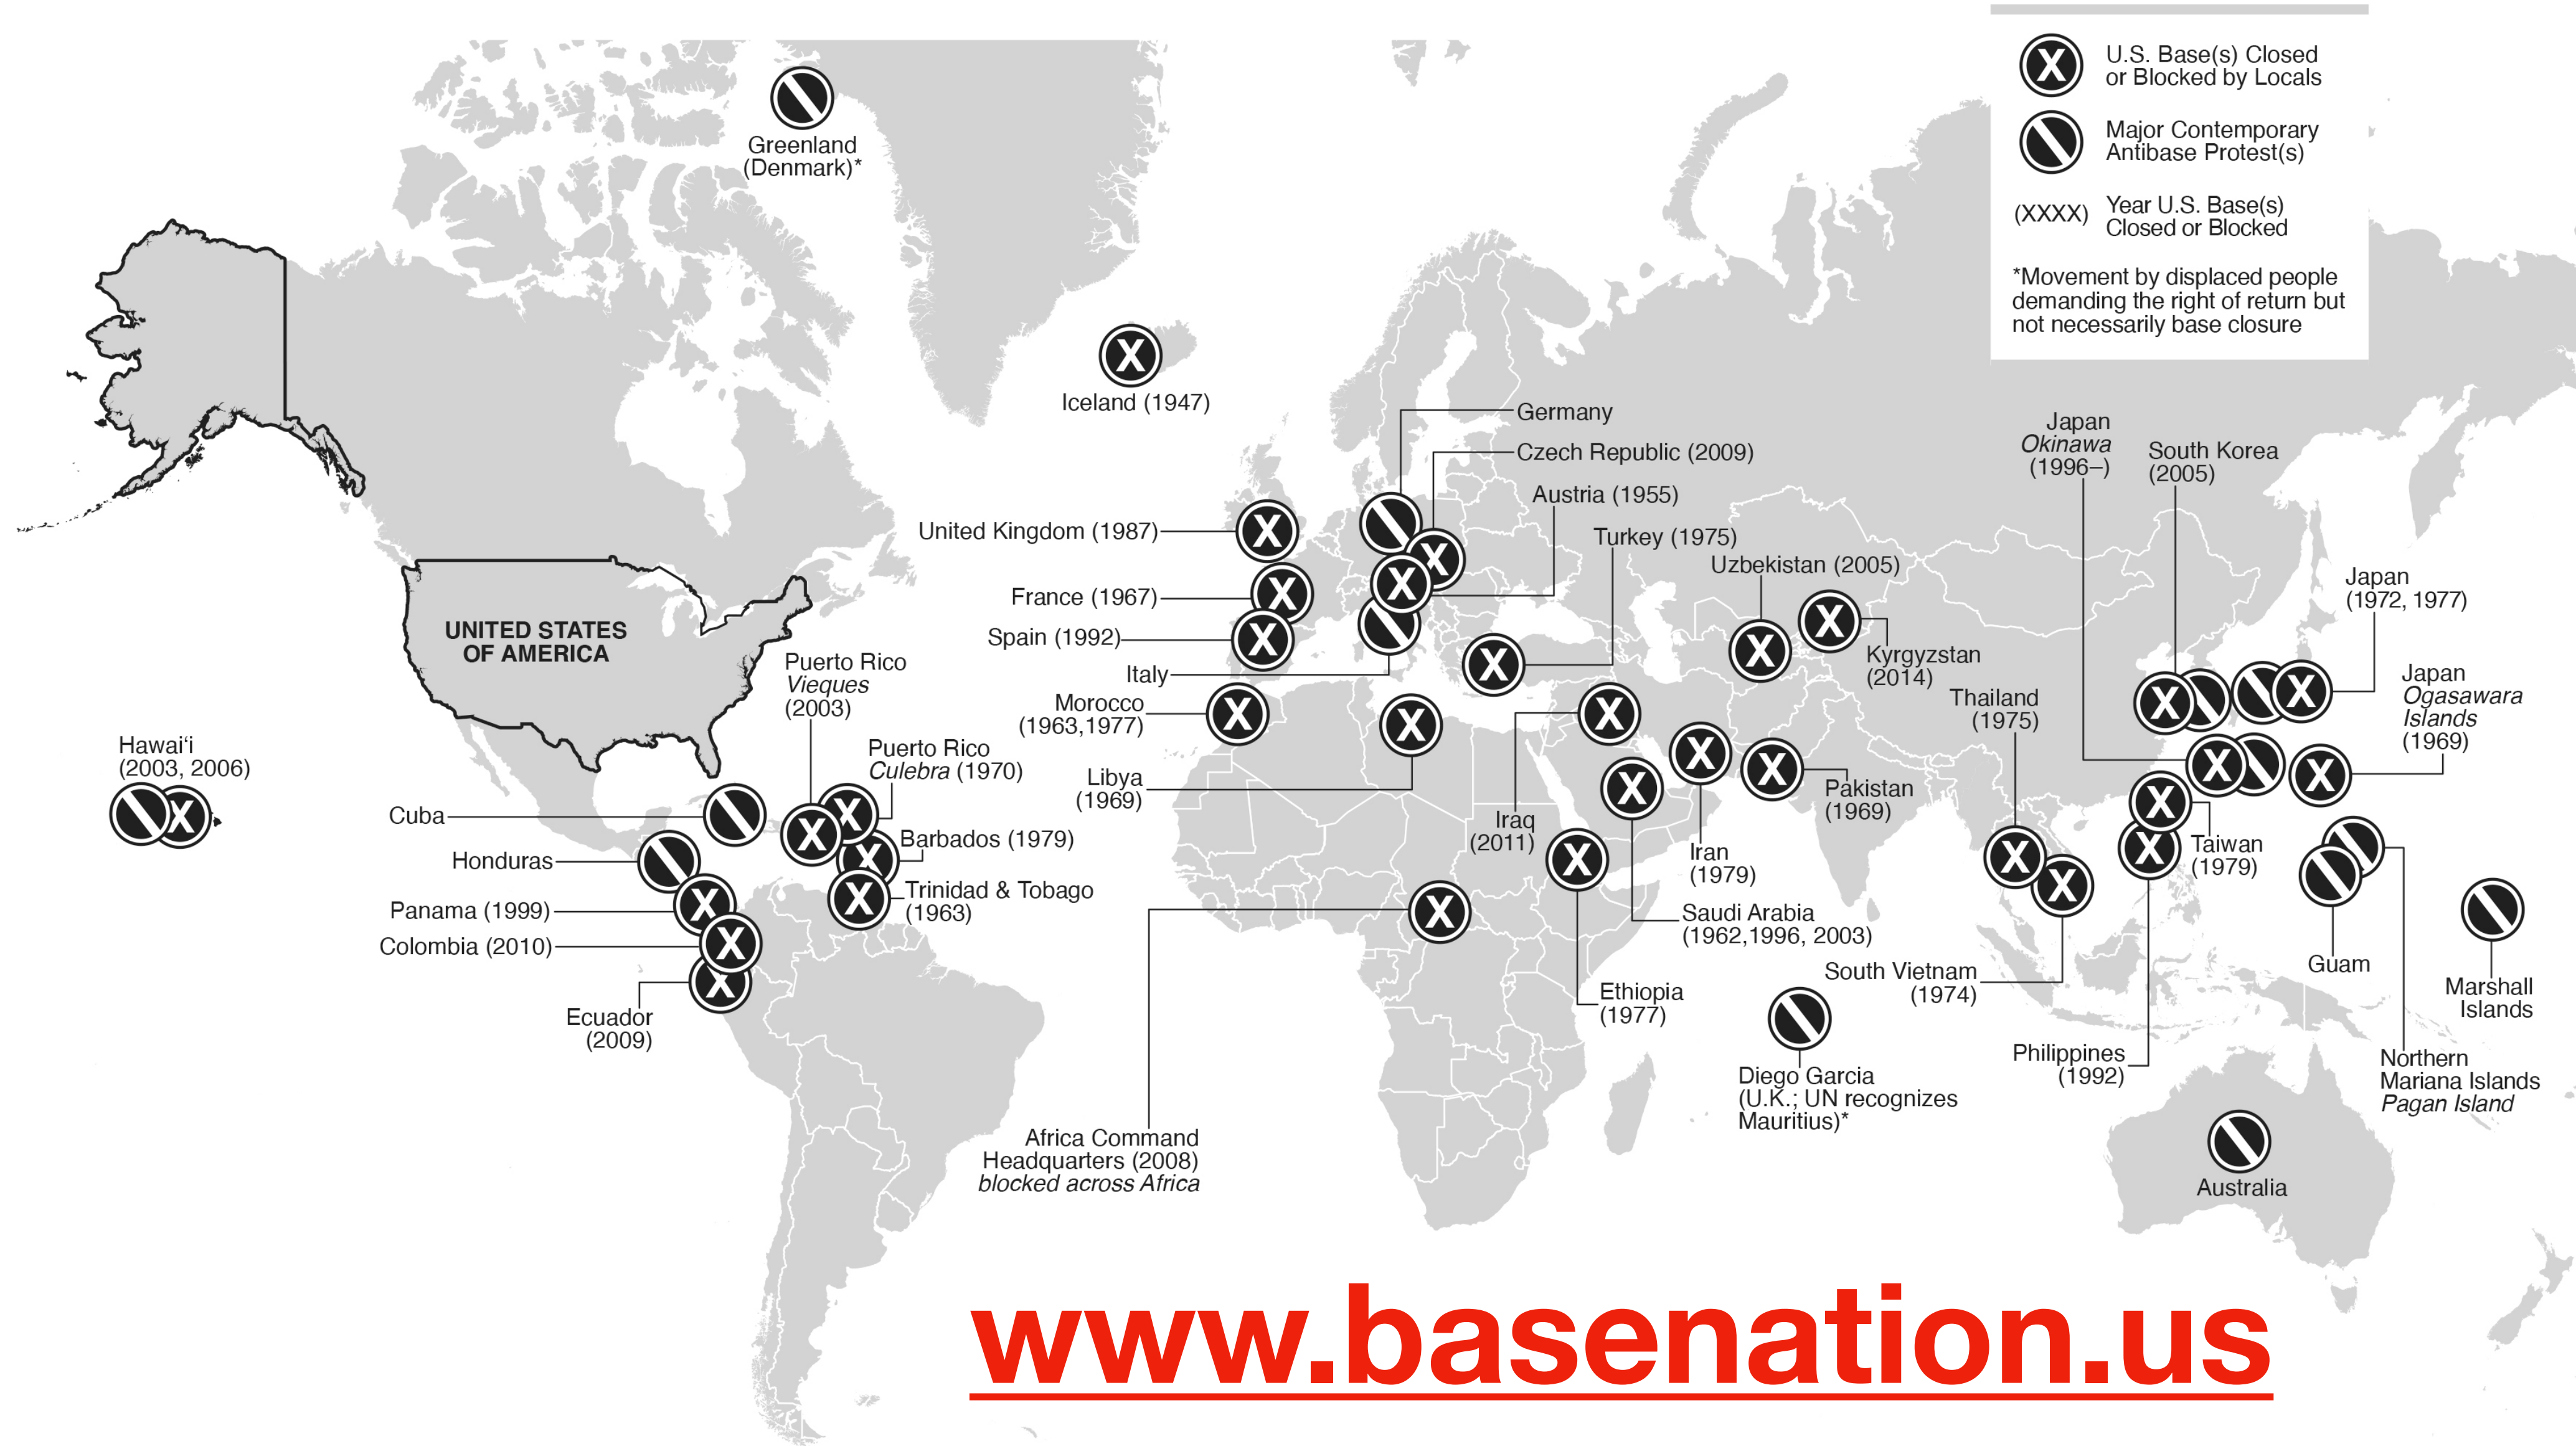 X U.S. Base(s) Closed
or Blocked by Locals
Major Contemporary
Antibase Protest(s)
(XXXX) Year U.S. Base(s)
Closed or Blocked
*Movement by displaced people
demanding the right of return but
not necessarily base closure
Greenland
(Denmark)*
Iceland (1947)
Germany
Czech Republic (2009)
Austria (1955)
Turkey (1975)
Uzbekistan (2005)
Kyrgyzstan
(2014)
United Kingdom (1987)
France (1967)
Spain (1992)
Italy
Morocco
(1963,1977)
Libya
(1969)
Japan
Okinawa
(1996–)
South Korea
(2005)
Japan
(1972, 1977)
Japan
Ogasawara
Islands
(1969)
Thailand
(1975)
UNITED STATES
OF AMERICA
Puerto Rico
Vieques
(2003)
Puerto Rico
Culebra (1970)
Hawai‘i
(2003, 2006)
Cuba
Honduras
Barbados (1979)
Trinidad & Tobago
(1963)
Panama (1999)
Colombia (2010)
Ecuador
(2009)
Iraq
(2011)
Iran
(1979)
Pakistan
(1969)
Saudi Arabia
(1962,1996, 2003)
Ethiopia
(1977)
South Vietnam
(1974)
Taiwan
(1979)
Philippines
(1992)
Guam
Marshall
Islands
Northern
Mariana Islands
Pagan Island
Diego Garcia
(U.K.; UN recognizes
Mauritius)*
Africa Command
Headquarters (2008)
blocked across Africa
Australia
www.basenation.us